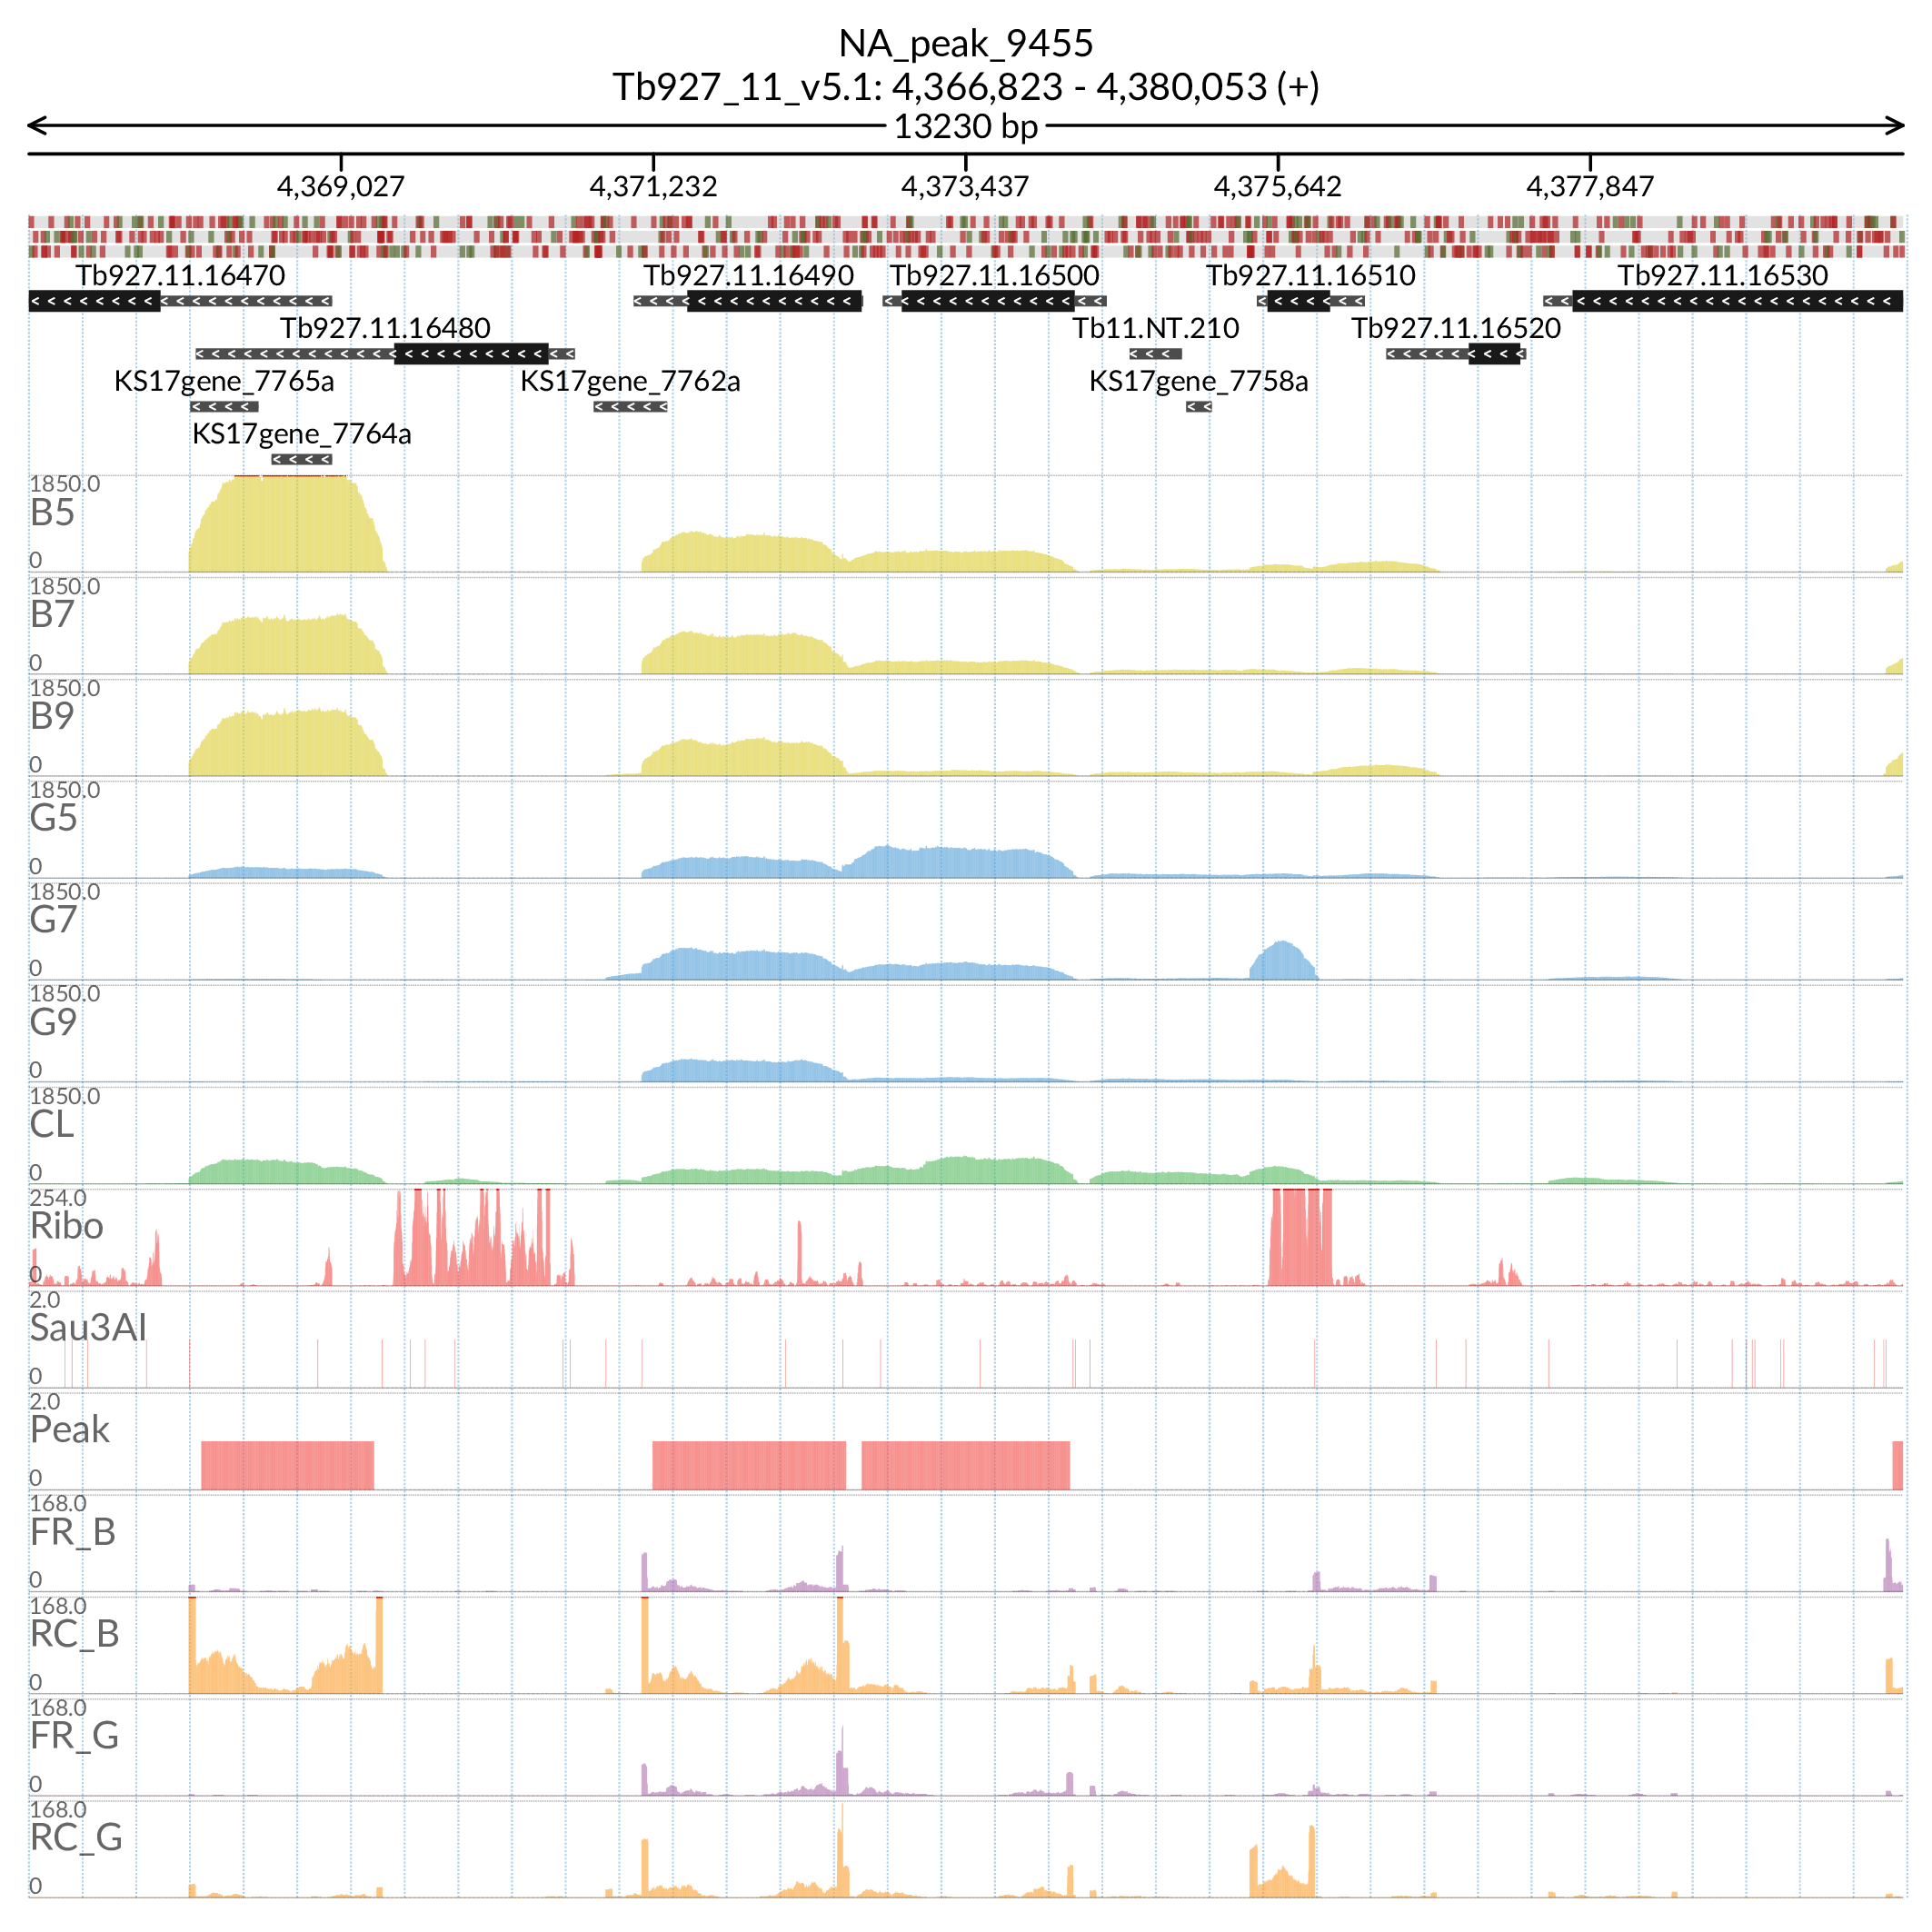 NA_peak_9455
Tb927_11_v5.1: 4,366,823 - 4,380,053 (+)
13230 bp
4,369,027 4,371,232 4,373,437 4,375,642 4,377,847
Tb927.11.16470 Tb927.11.16490 Tb927.11.16500 Tb927.11.16510 Tb927.11.16530
Tb927.11.16480 Tb11.NT.210 Tb927.11.16520
KS17gene_7765a KS17gene_7762a KS17gene_7758a
KS17gene_7764a
1850.0
B5
0
1850.0
B7
0
1850.0
B9
0
1850.0
G5
0
1850.0
G7
0
1850.0
G9
0
1850.0
CL
0
254.0
Ribo
0
2.0
Sau3AI
0
2.0
Peak
0
168.0
FR_B
0
168.0
RC_B
0
168.0
FR_G
0
168.0
RC_G
0